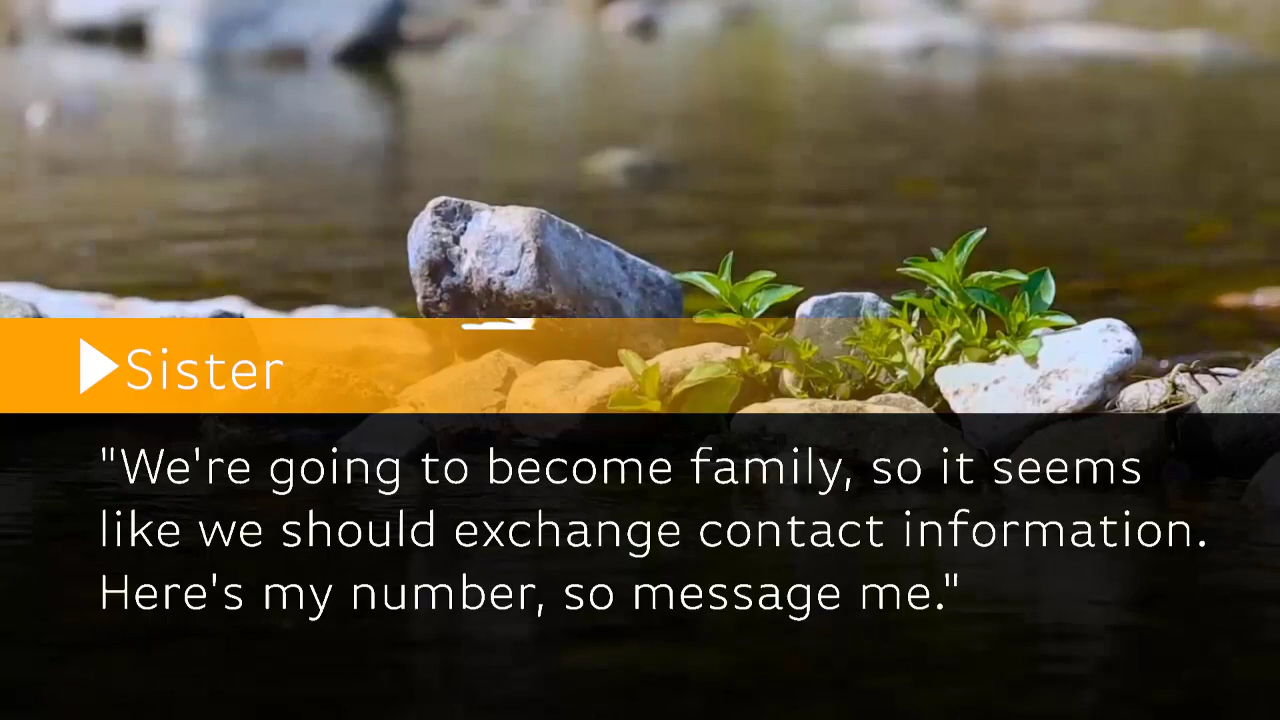 Sister
"We're going to become family, so it seems
like we should exchange contact information.
Here's my number, so message me."